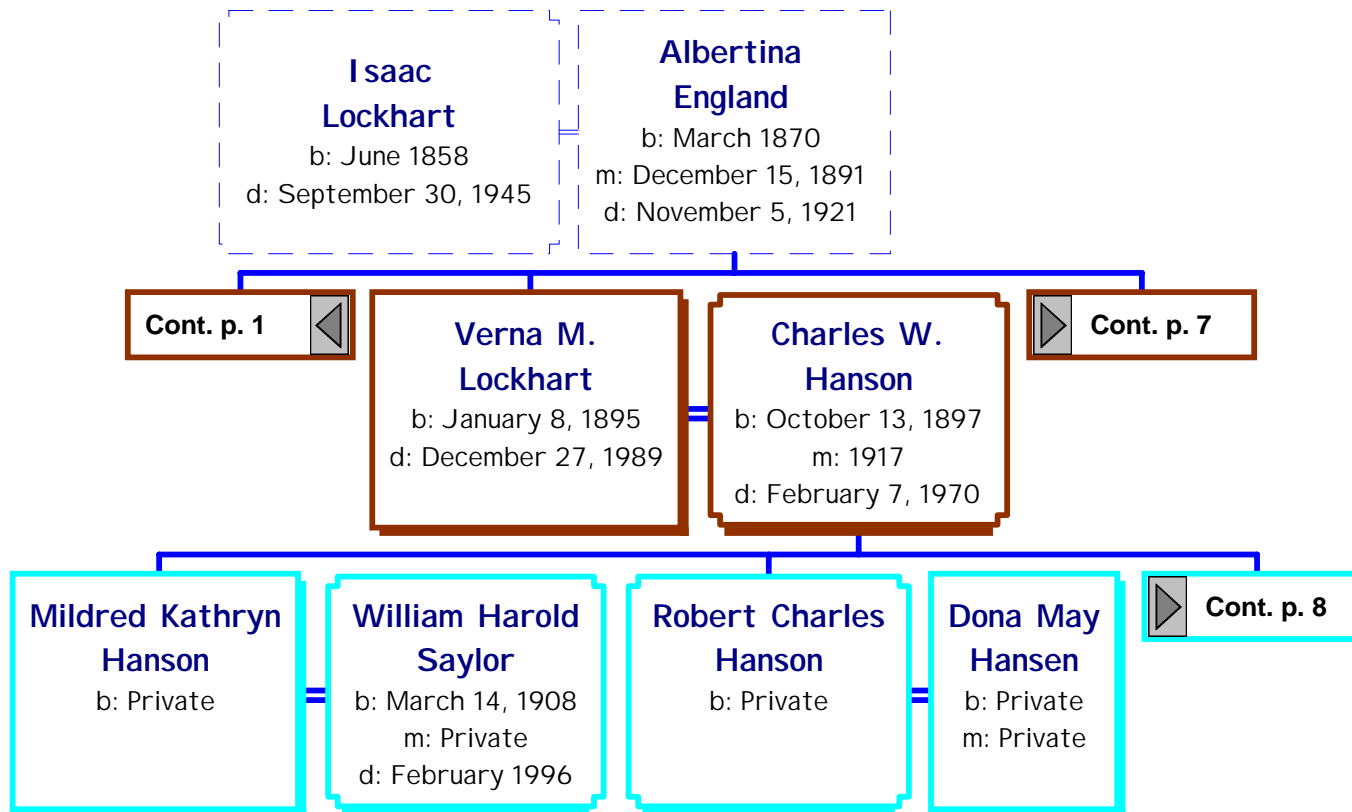 Isaac
Lockhart
b: June 1858
d: September 30, 1945
Albertina
England
b: March 1870
m: December 15, 1891
d: November 5, 1921
Cont. p. 1
Verna M.
Lockhart
b: January 8, 1895
d: December 27, 1989
Charles W.
Hanson
b: October 13, 1897
m: 1917
d: February 7, 1970
Cont. p. 7
Mildred Kathryn
Hanson
b: Private
William Harold
Saylor
b: March 14, 1908
m: Private
d: February 1996
Robert Charles
Hanson
b: Private
Dona May
Hansen
b: Private
m: Private
Cont. p. 8